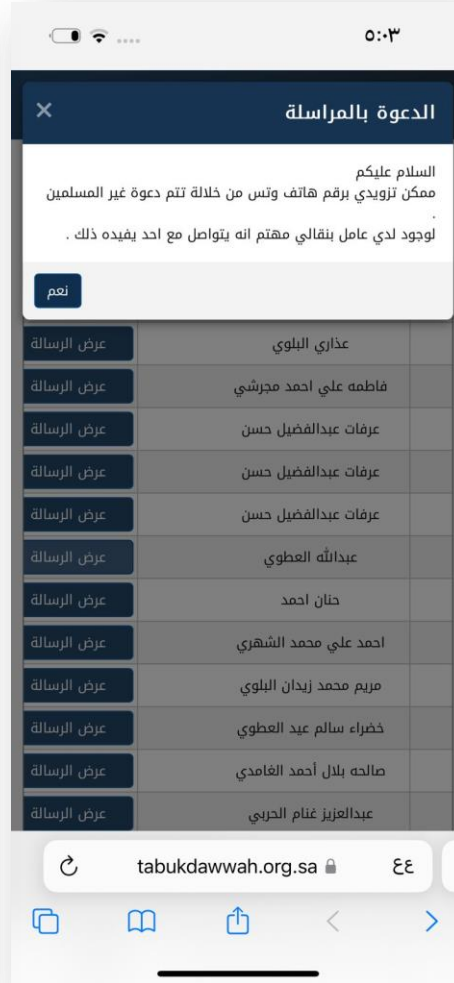 ٥:٠٣
الدعوة بالمراسلة
السلام عليكم
ممكن تزويدي برقم هاتف وتس من خلالة تتم دعوة غير المسلمين
.
لوجود لدي عامل بنقالي مهتم انه يتواصل مع احد يفيده ذلك .
نعم
عذاري البلوي عرض الرسالة
فاطمه علي احمد مجرشي عرض الرسالة
عرفات عبدالفضيل حسن عرض الرسالة
عرفات عبدالفضيل حسن عرض الرسالة
عرفات عبدالفضيل حسن عرض الرسالة
عبدالله العطوي عرض الرسالة
حنان احمد عرض الرسالة
احمد علي محمد الشهري عرض الرسالة
مريم محمد زيدان البلوي عرض الرسالة
خضراء سالم عيد العطوي عرض الرسالة
صالحه بلال أحمد الغامدي عرض الرسالة
عبدالعزيز غنام الحربي عرض الرسالة
عع tabukdawwah.org.sa